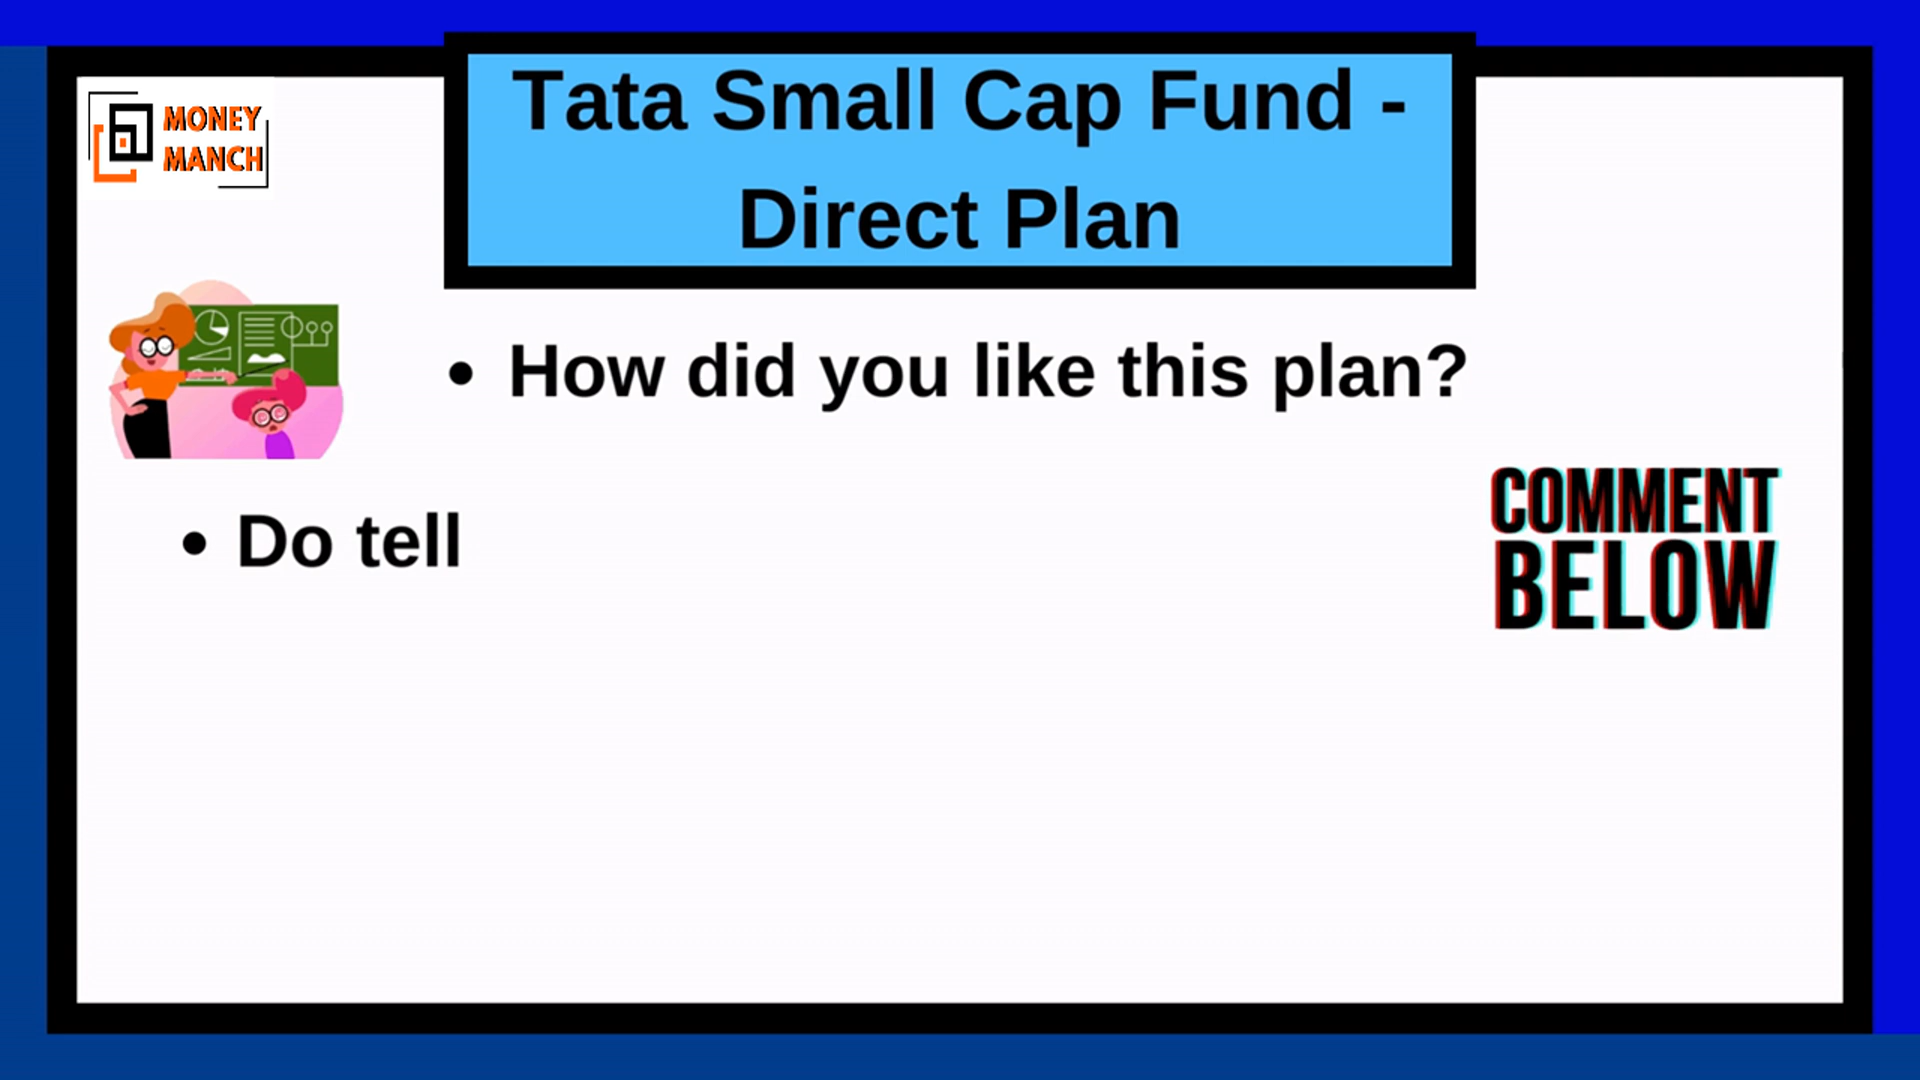 MONEY
MANCH
Tata Small Cap Fund -
Direct Plan
• How did you like this plan?
• Do tell
COMMENT
BELOW